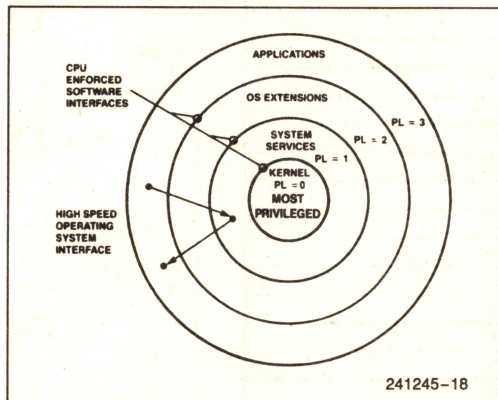 APPLICATIONS
CPU
ENFORCED
SOFTWARE
INTERFACES
OS EXTENSIONS
PL = 3
SYSTEM
SERVICES
PL = 2
PL = 1
KERNEL
PL = 0
MOST
PRIVILEGED
HIGH SPEED
OPERATING
SYSTEM
INTERFACE
241245-18